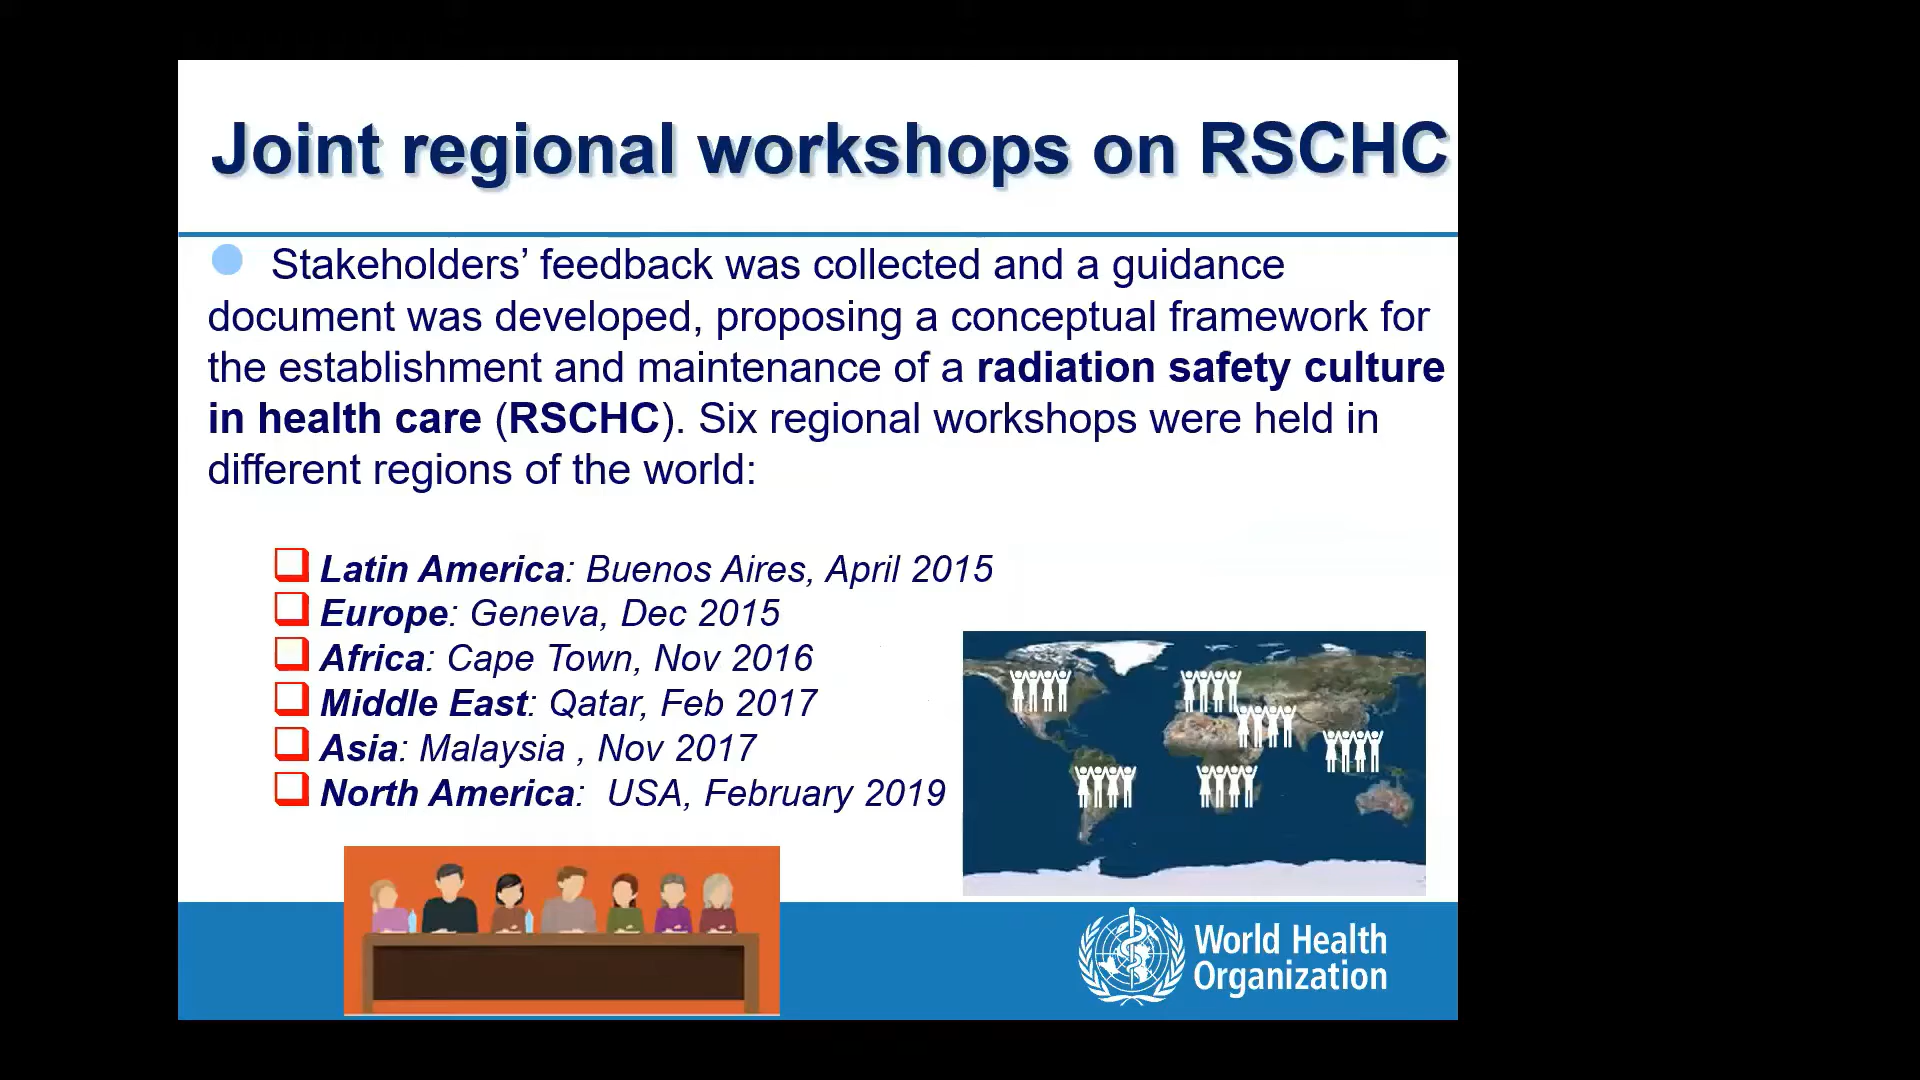 Joint regional workshops on RSCHC
Stakeholders’ feedback was collected and a guidance
document was developed, proposing a conceptual framework for
the establishment and maintenance of a radiation safety culture
in health care (RSCHC). Six regional workshops were held in
different regions of the world:
Latin America: Buenos Aires, April 2015
Europe: Geneva, Dec 2015
Africa: Cape Town, Nov 2016
Middle East: Qatar, Feb 2017
Asia: Malaysia , Nov 2017
North America:  USA, February 2019
World Health
Organization